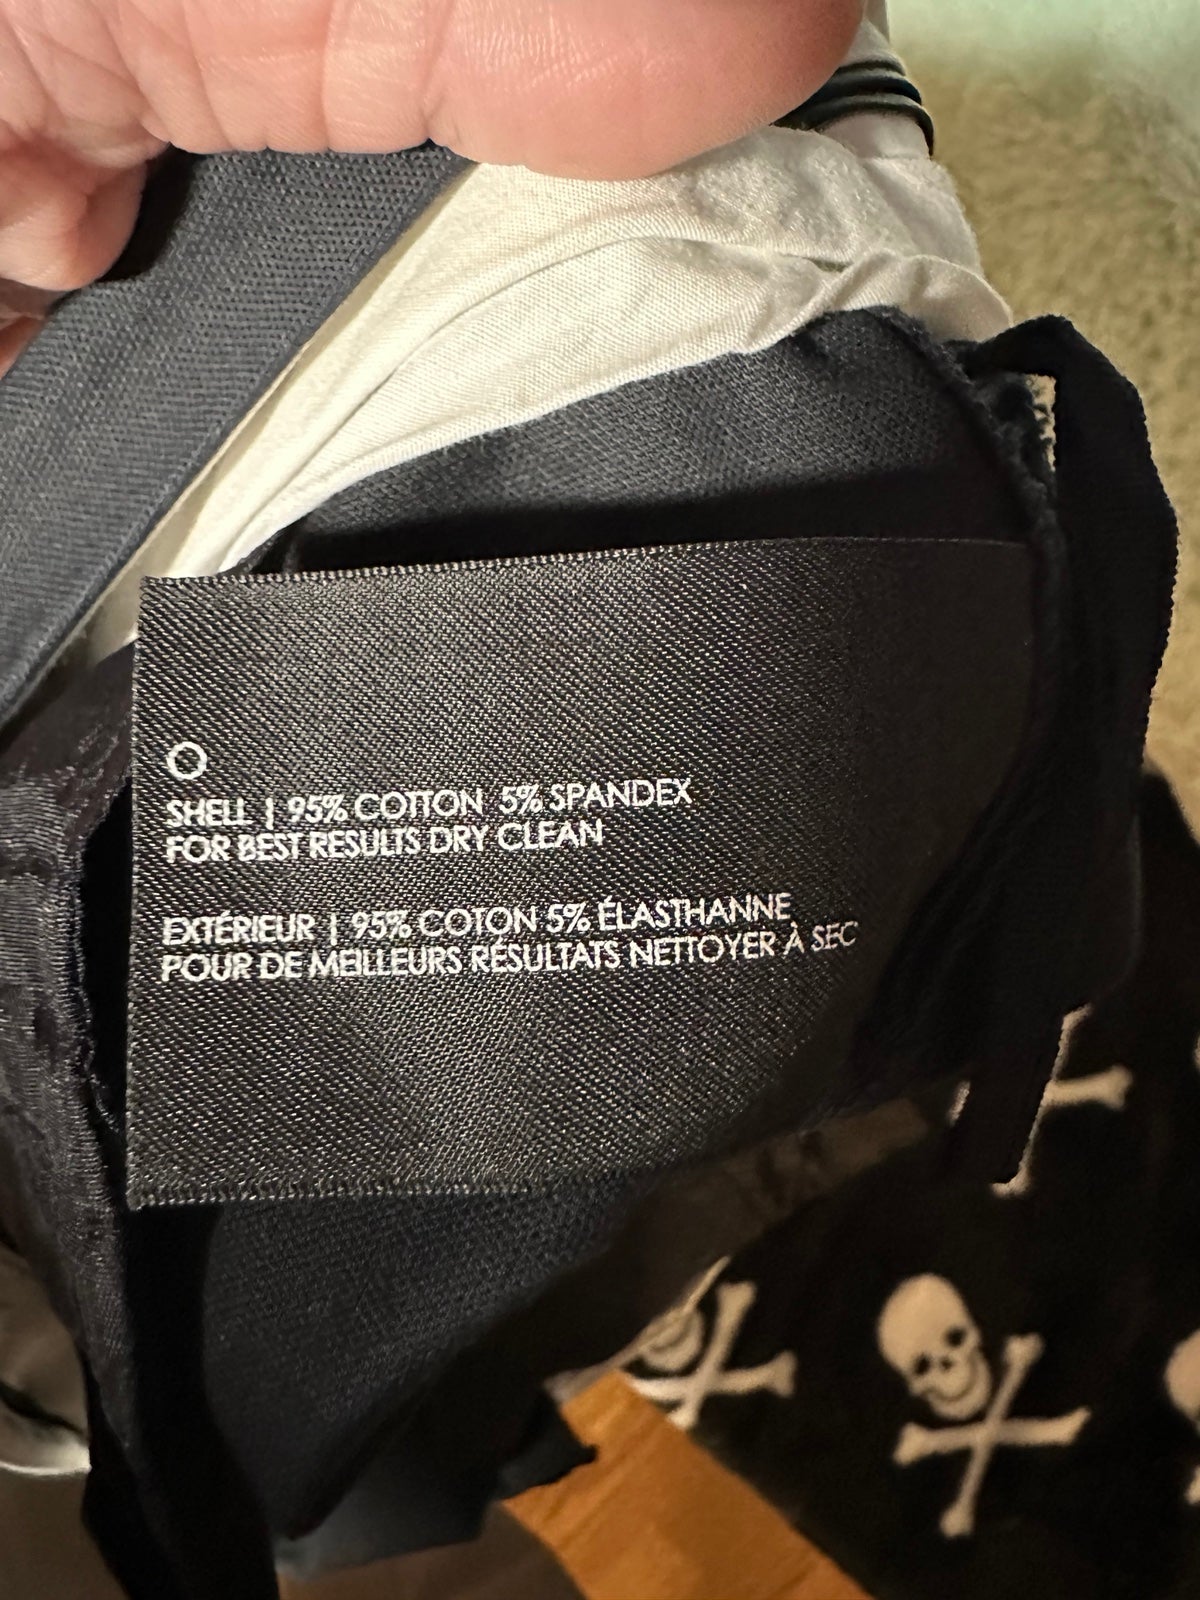 SHELL | 95% COTTON 5% SPANDEX
FOR BEST RESULTS DRY CLEAN
EXTÉRIEUR | 95% COTON 5% ÉLASTHANNE
POUR DE MEILLEURS RÉSULTATS NETTOYER À SEC